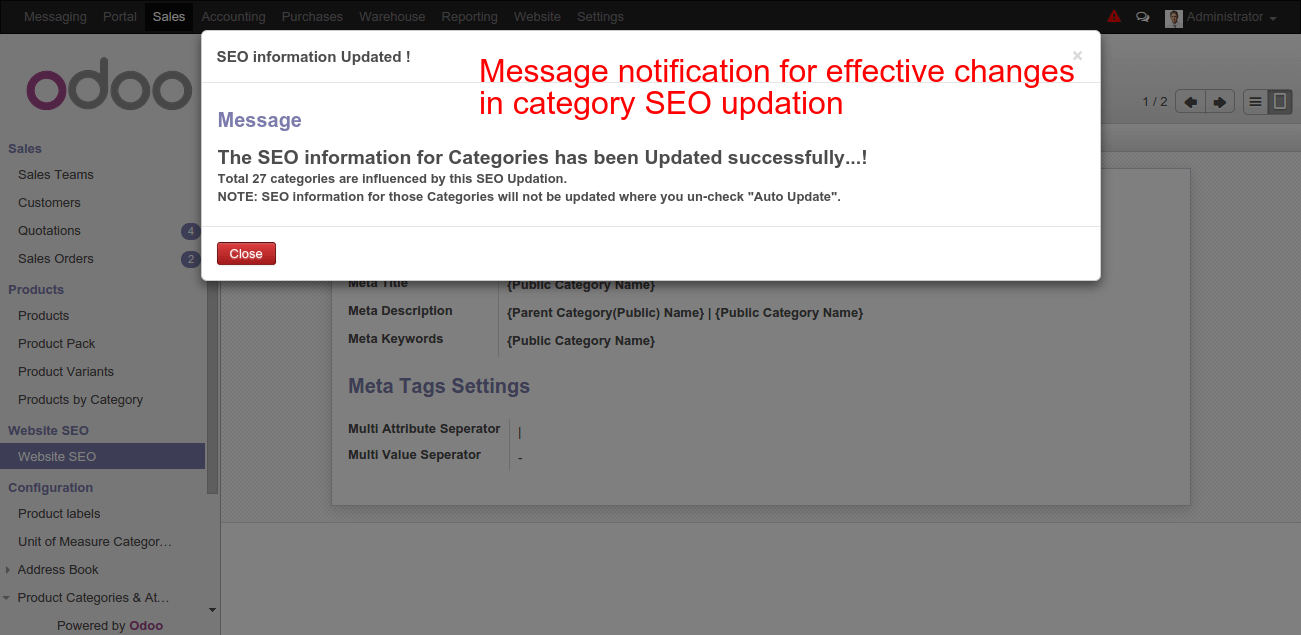 Messaging Portal Sales Accounting Purchases Warehouse Reporting Website Settings Administrator
SEO information Updated ! ×
Message notification for effective changes
in category SEO updation
odoo
1 / 2
Message
The SEO information for Categories has been Updated successfully...!
Total 27 categories are influenced by this SEO Updation.
NOTE: SEO information for those Categories will not be updated where you un-check "Auto Update".
Close
Sales
Sales Teams
Customers
Quotations 4
Sales Orders 2
Products
Products
Product Pack
Product Variants
Products by Category
Website SEO
Website SEO
Configuration
Product labels
Unit of Measure Categor...
Address Book
Product Categories & At...
Powered by Odoo
Meta Title {Public Category Name}
Meta Description {Parent Category(Public) Name} | {Public Category Name}
Meta Keywords {Public Category Name}
Meta Tags Settings
Multi Attribute Seperator |
Multi Value Seperator -